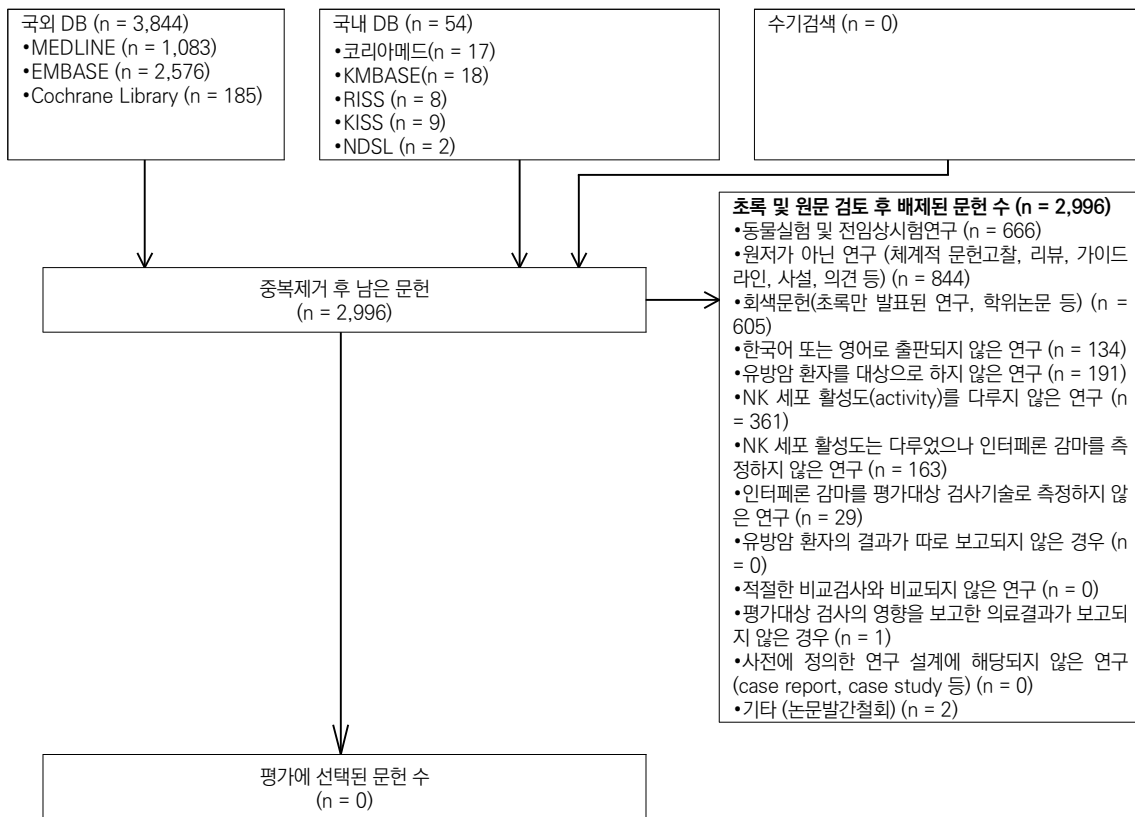 국외 DB (n = 3,844)
•MEDLINE (n = 1,083)
•EMBASE (n = 2,576)
•Cochrane Library (n = 185)
국내 DB (n = 54)
•코리아메드(n = 17)
•KMBASE(n = 18)
•RISS (n = 8)
•KISS (n = 9)
•NDSL (n = 2)
수기검색 (n = 0)
중복제거 후 남은 문헌
(n = 2,996)
초록 및 원문 검토 후 배제된 문헌 수 (n = 2,996)
•동물실험 및 전임상시험연구 (n = 666)
•원저가 아닌 연구 (체계적 문헌고찰, 리뷰, 가이드
라인, 사설, 의견 등) (n = 844)
•회색문헌(초록만 발표된 연구, 학위논문 등) (n =
605)
•한국어 또는 영어로 출판되지 않은 연구 (n = 134)
•유방암 환자를 대상으로 하지 않은 연구 (n = 191)
•NK 세포 활성도(activity)를 다루지 않은 연구 (n
= 361)
•NK 세포 활성도는 다루었으나 인터페론 감마를 측
정하지 않은 연구 (n = 163)
•인터페론 감마를 평가대상 검사기술로 측정하지 않
은 연구 (n = 29)
•유방암 환자의 결과가 따로 보고되지 않은 경우 (n
= 0)
•적절한 비교검사와 비교되지 않은 연구 (n = 0)
•평가대상 검사의 영향을 보고한 의료결과가 보고되
지 않은 경우 (n = 1)
•사전에 정의한 연구 설계에 해당되지 않은 연구
(case report, case study 등) (n = 0)
•기타 (논문발간철회) (n = 2)
평가에 선택된 문헌 수
(n = 0)